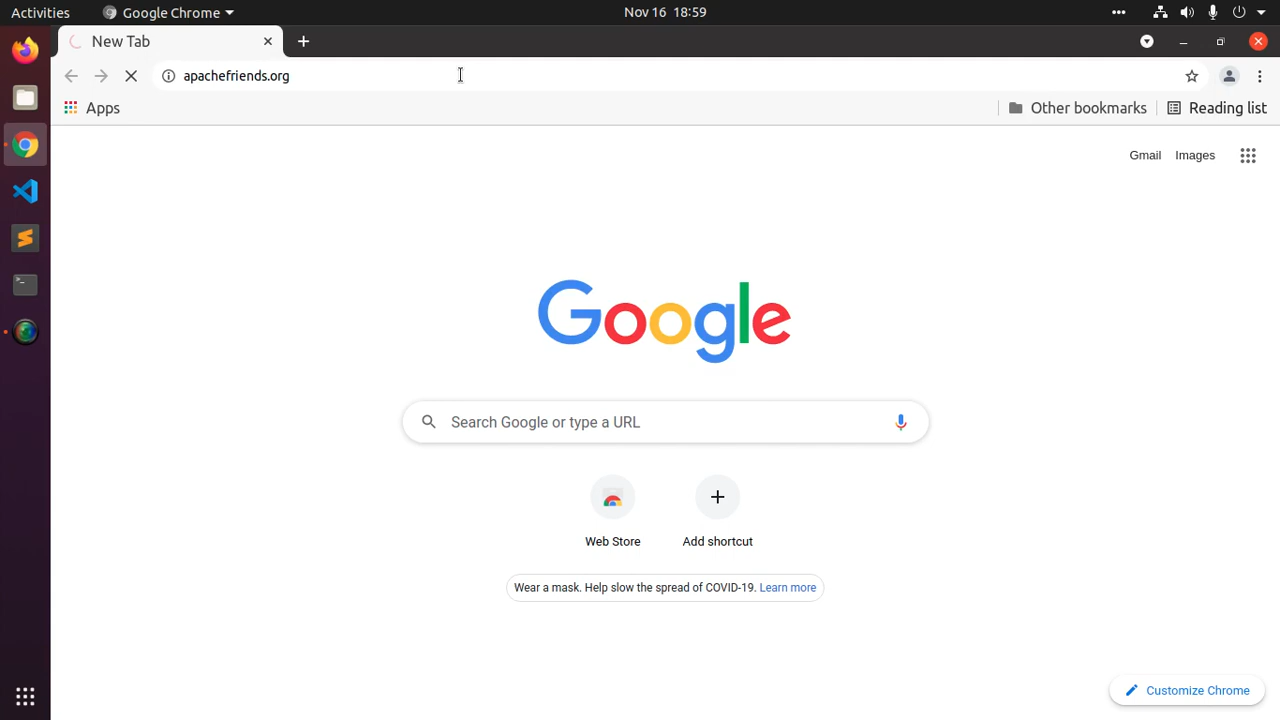 Activities
Google Chrome
Nov 16 18:59
New Tab
apachefriends.org
Apps
Other bookmarks
Reading list
Gmail
Images
Google
Search Google or type a URL
Web Store
Add shortcut
Wear a mask. Help slow the spread of COVID-19. Learn more
Customize Chrome